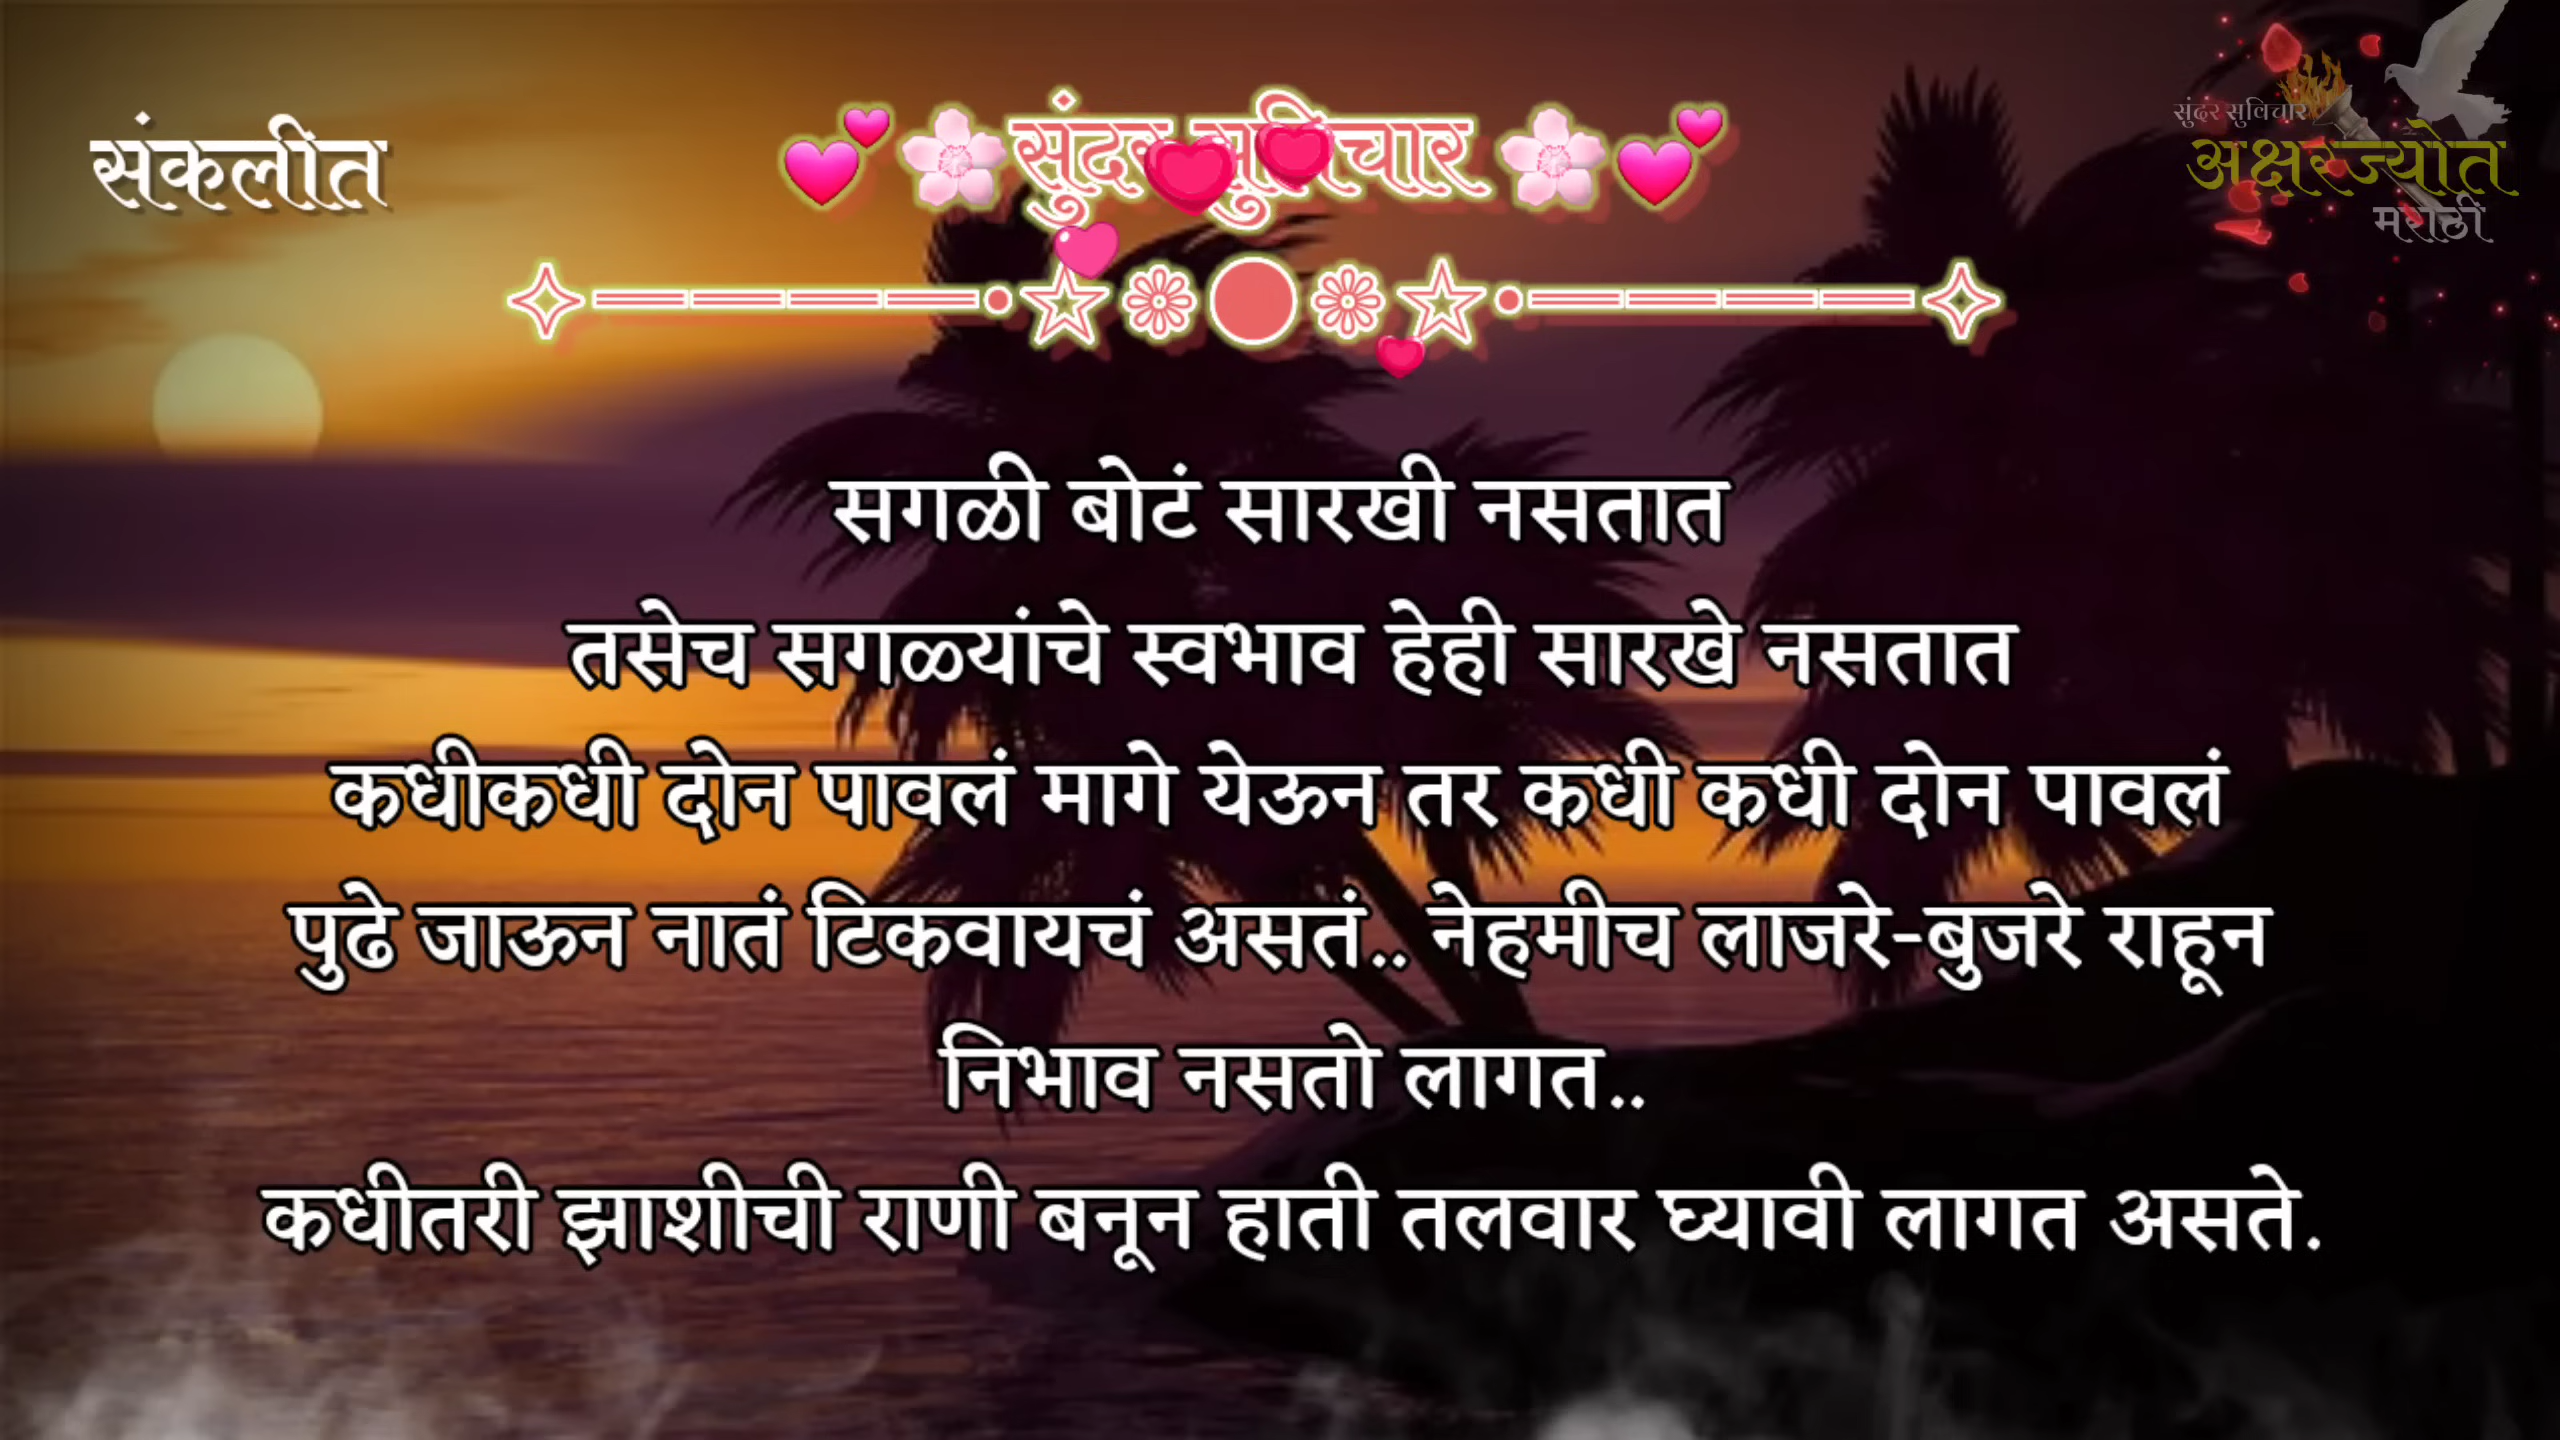 संकलीत
💕🌸सुंदर सुविचार🌸💕
सुंदर सुविचार
अक्षरज्योत
मराठी
सगळी बोटं सारखी नसतात
तसेच सगळ्यांचे स्वभाव हेही सारखे नसतात
कधीकधी दोन पावलं मागे येऊन तर कधी कधी दोन पावलं
पुढे जाऊन नातं टिकवायचं असतं.. नेहमीच लाजरे-बुजरे राहून
निभाव नसतो लागत..
कधीतरी झाशीची राणी बनून हाती तलवार घ्यावी लागत असते.